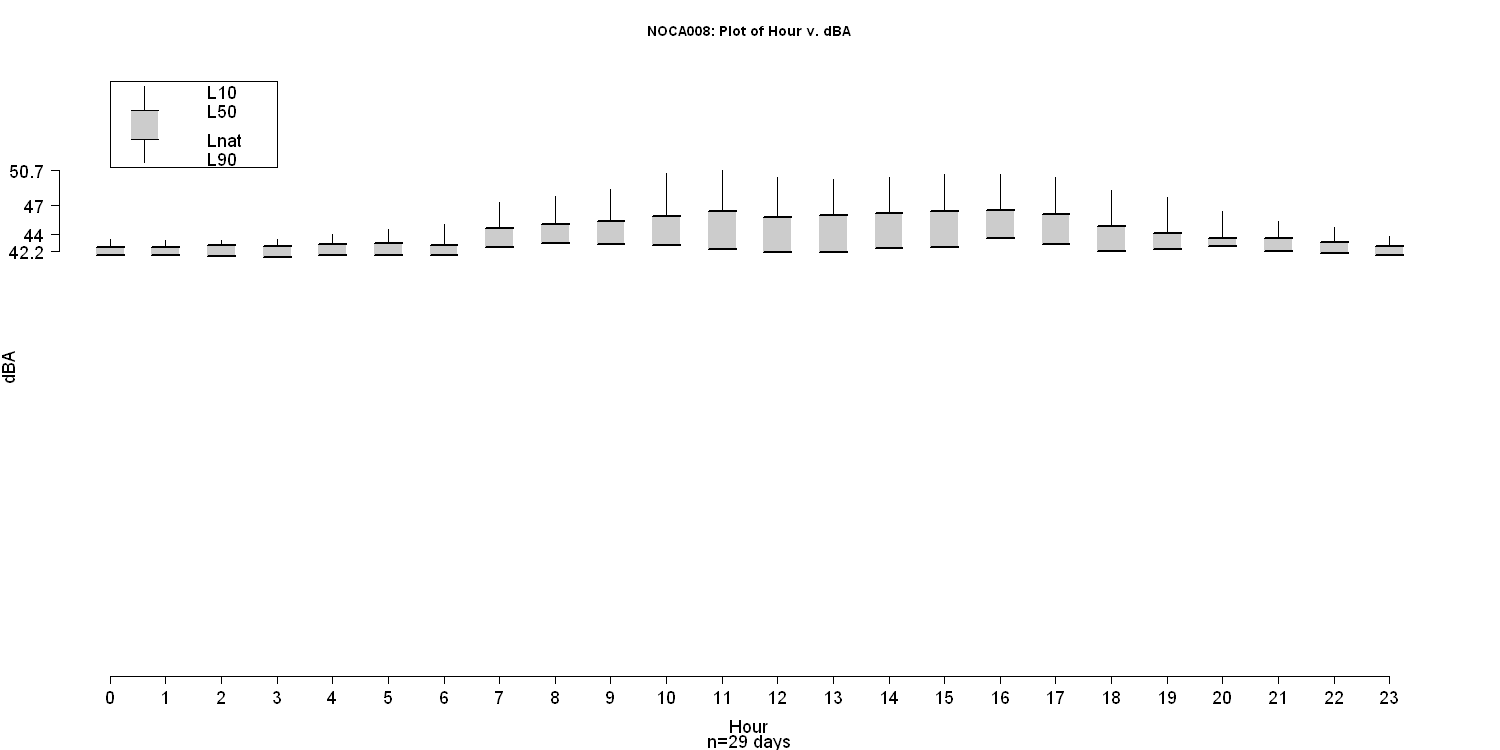 NOCA008: Plot of Hour v. dBA
L10
L50
Lnat
L90
50.7
47
44
42.2
dBA
0 1 2 3 4 5 6 7 8 9 10 11 12 13 14 15 16 17 18 19 20 21 22 23
Hour
n=29 days